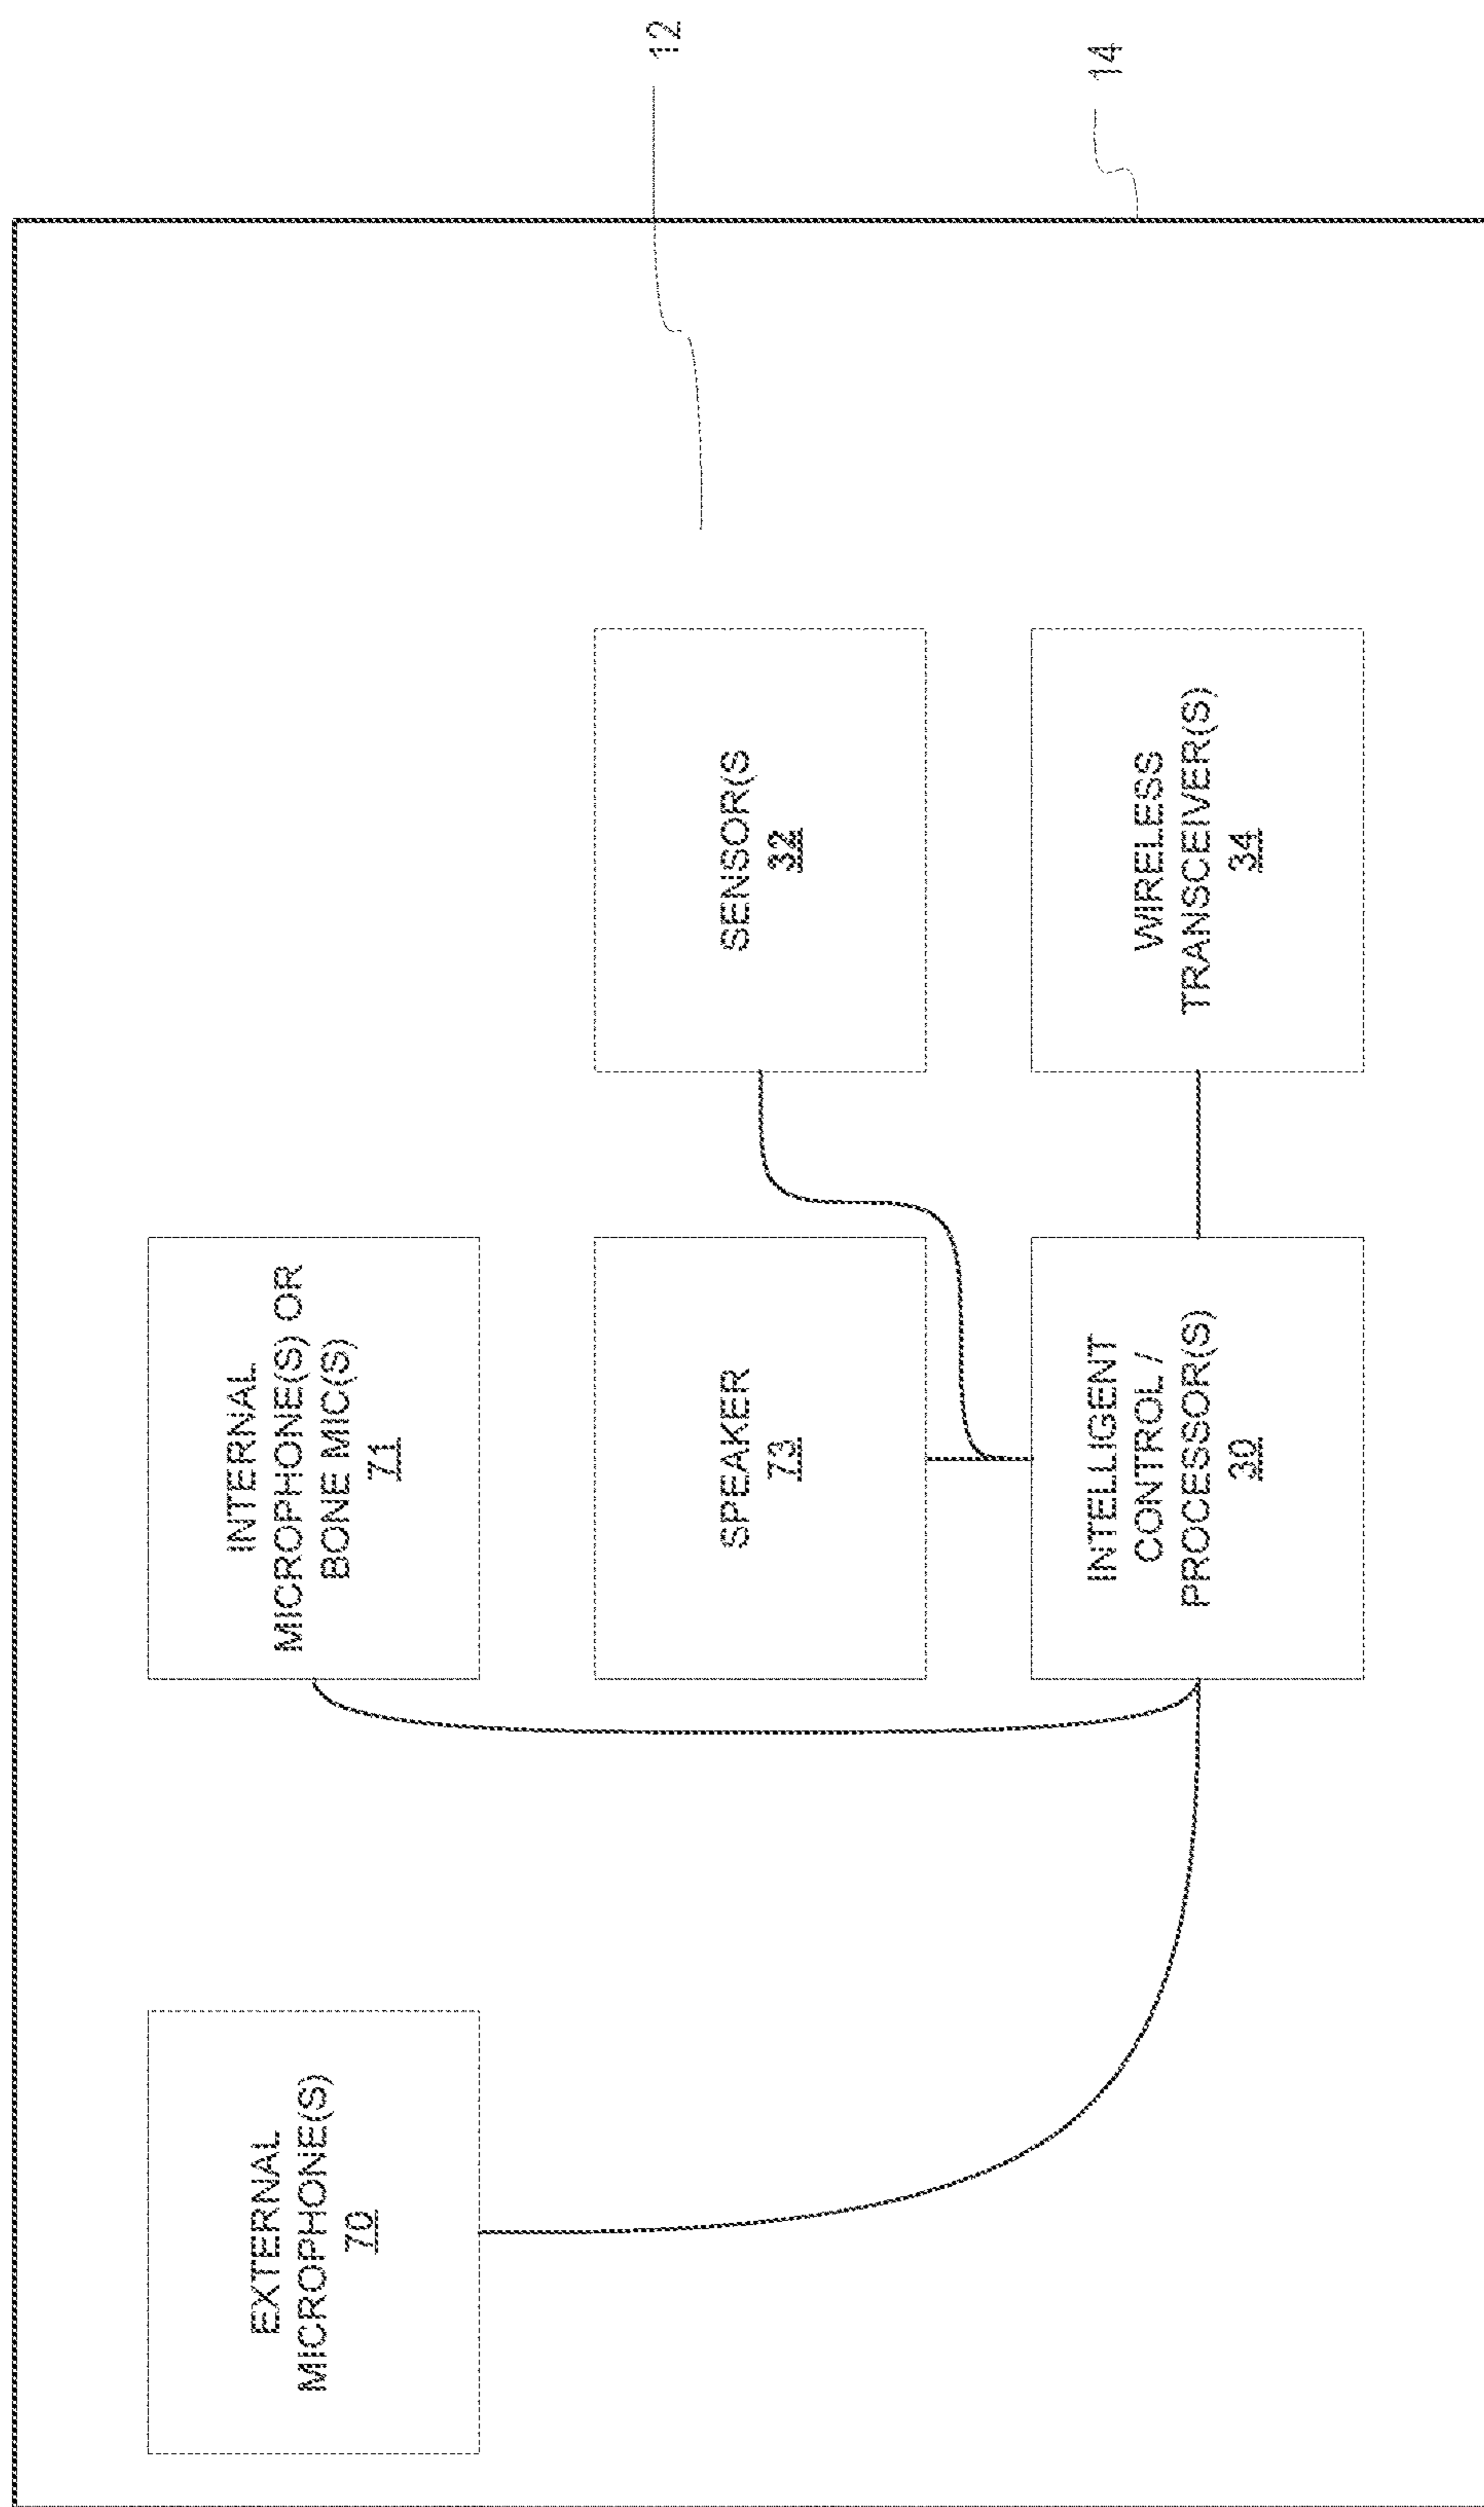 EXTERNAL
MICROPHONE(S)
70
INTERNAL
MICROPHONE(S) OR
BONE MIC(S)
71
SPEAKER
73
SENSOR(S
32
INTELLIGENT
CONTROL /
PROCESSOR(S)
30
WIRELESS
TRANSCEIVER(S)
34
12
14